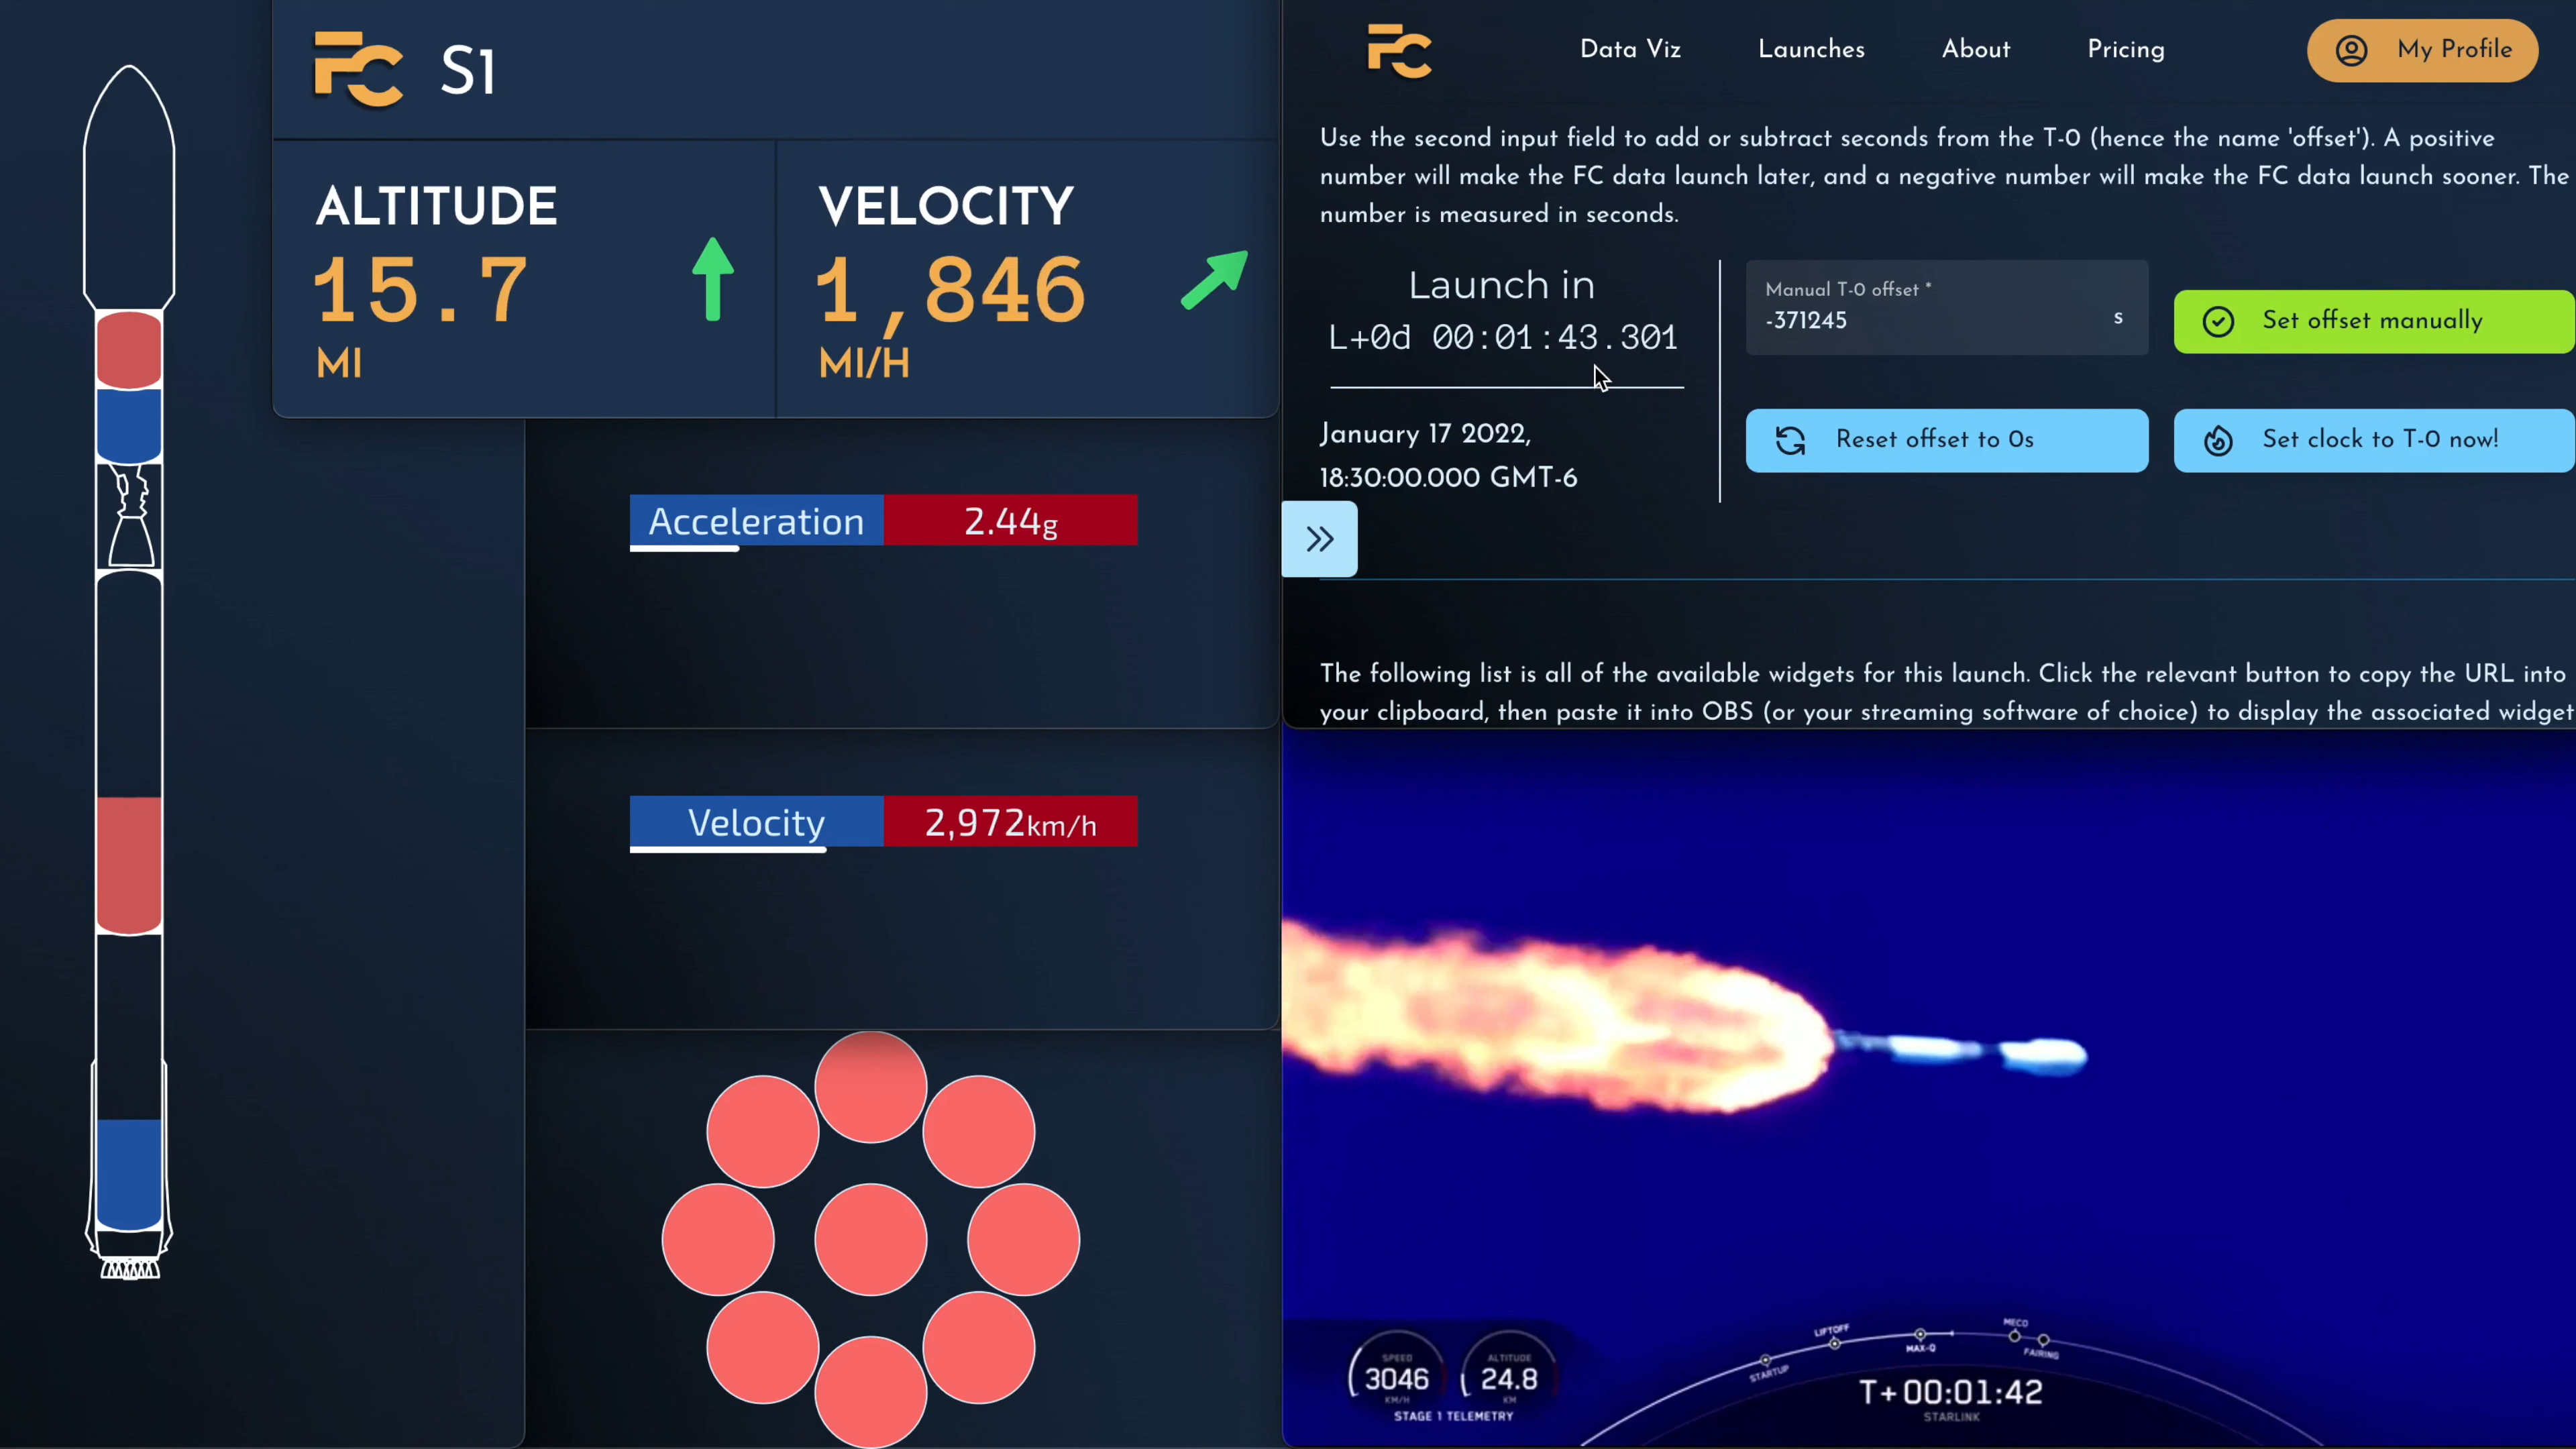 FC S1
ALTITUDE
15.7
MI
VELOCITY
1,846
MI/H
Acceleration 2.44g
Velocity 2,972km/h
FC Data Viz Launches About Pricing My Profile
Use the second input field to add or subtract seconds from the T-0 (hence the name 'offset'). A positive
number will make the FC data launch later, and a negative number will make the FC data launch sooner. The
number is measured in seconds.
Launch in
L+0d 00:01:43.301
January 17 2022,
18:30:00.000 GMT-6
Manual T-0 offset *
-371245 s
Set offset manually
Reset offset to 0s
Set clock to T-0 now!
The following list is all of the available widgets for this launch. Click the relevant button to copy the URL into
your clipboard, then paste it into OBS (or your streaming software of choice) to display the associated widget
SPEED
3046
KM/H
ALTITUDE
24.8
KM
STAGE 1 TELEMETRY
STARTUP
LIFTOFF
MAX-Q
MECO
FAIRING
T+00:01:42
STARLINK